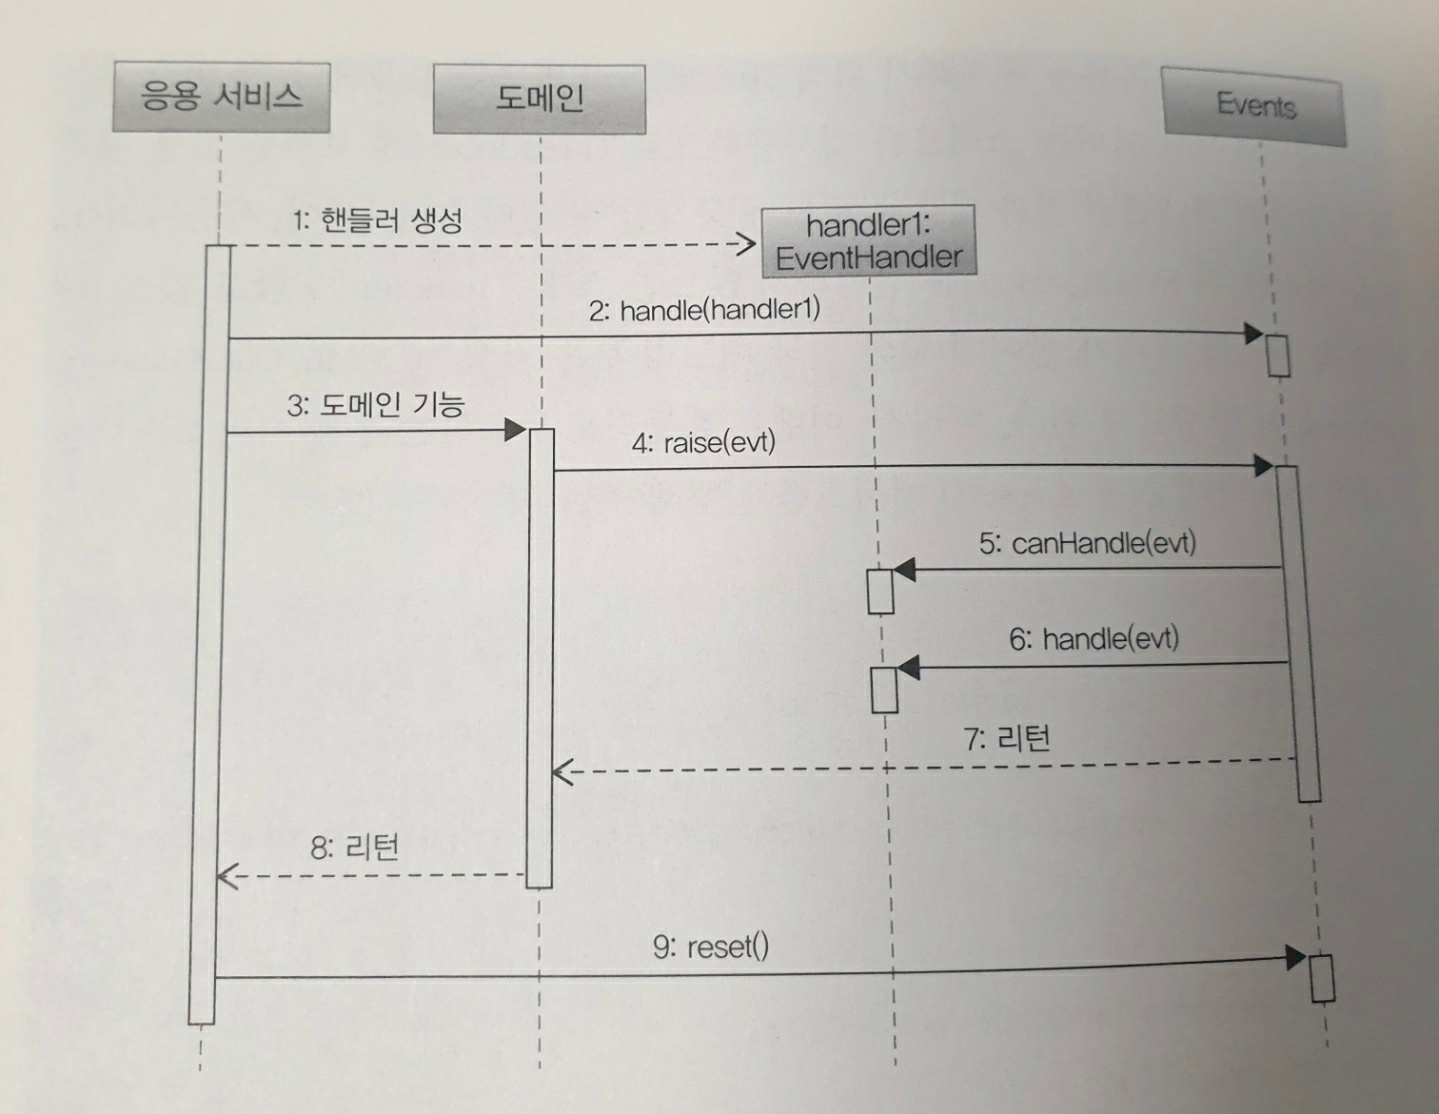 응용 서비스
도메인
Events
1: 핸들러 생성
handler1:
EventHandler
2: handle(handler1)
3: 도메인 기능
4: raise(evt)
5: canHandle(evt)
6: handle(evt)
7: 리턴
8: 리턴
9: reset()